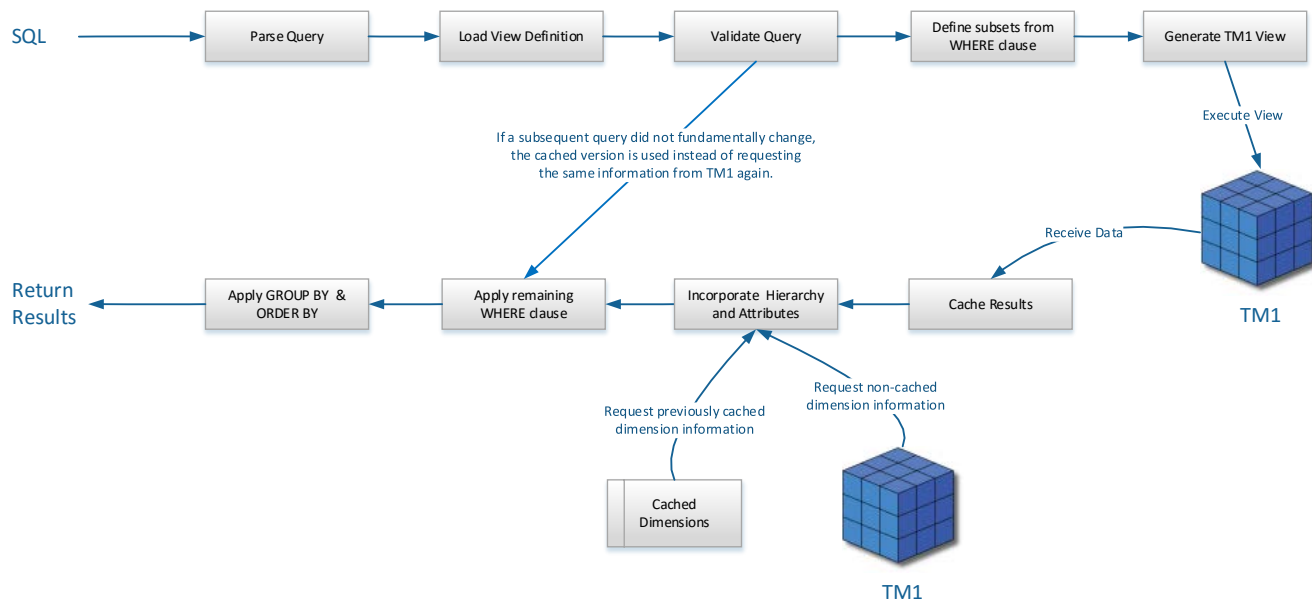 SQL
Parse Query
Load View Definition
Validate Query
Define subsets from
WHERE clause
Generate TM1 View
Execute View
If a subsequent query did not fundamentally change,
the cached version is used instead of requesting
the same information from TM1 again.
Receive Data
TM1
Return
Results
Apply GROUP BY &
ORDER BY
Apply remaining
WHERE clause
Incorporate Hierarchy
and Attributes
Cache Results
Request previously cached
dimension information
Request non-cached
dimension information
Cached
Dimensions
TM1